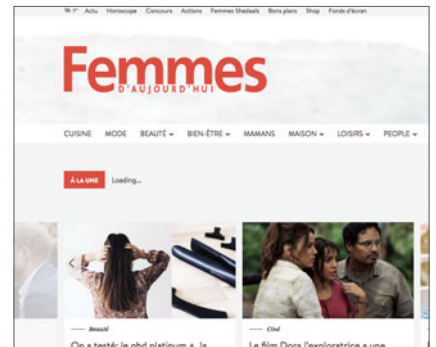 Actu Horoscope Concours Actions Femmes Shedeals Bons plans Shop Fonds d'écran
Femmes
D'AUJOURD'HUI
CUISINE MODE BEAUTÉ BIEN-ÊTRE MAMANS MAISON LOISIRS PEOPLE
À LA UNE Loading...
Beauté
Ciné
On a testé: le ghd platinum +, la
Le film Dora l'exploratrice a une